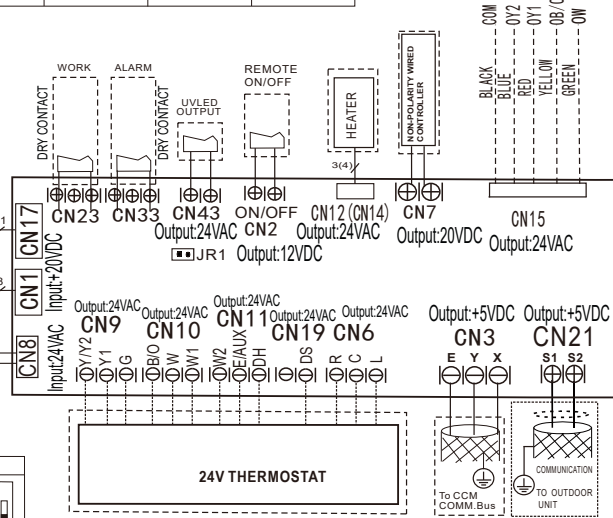 COM
OY2
OY1
OW
BLACK
BLUE
RED
YELLOW
GREEN
WORK
ALARM
DRY CONTACT
DRY CONTACT
UVLED
OUTPUT
REMOTE
ON/OFF
HEATER
3(4)
NON-POLARITY WIRED
CONTROLLER
CN17
CN23
CN33
CN43
Output:24VAC
JR1
ON/OFF
CN2
Output:12VDC
CN12 (CN14)
Output:24VAC
CN7
Output:20VDC
CN15
Output:24VAC
Input:+20VDC
CN1
CN8
Input:24VAC
Output:24VAC
CN9
Output:24VAC
CN10
Output:24VAC
CN11
Output:24VAC
CN19
Output:24VAC
CN6
Y/Y2
Y1
G
B/O
W
W1
W2
E/AUX
DH
DS
R
C
L
Output:+5VDC
CN3
E Y X
Output:+5VDC
CN21
S1 S2
24V THERMOSTAT
To CCM
COMM.Bus
COMMUNICATION
TO OUTDOOR
UNIT